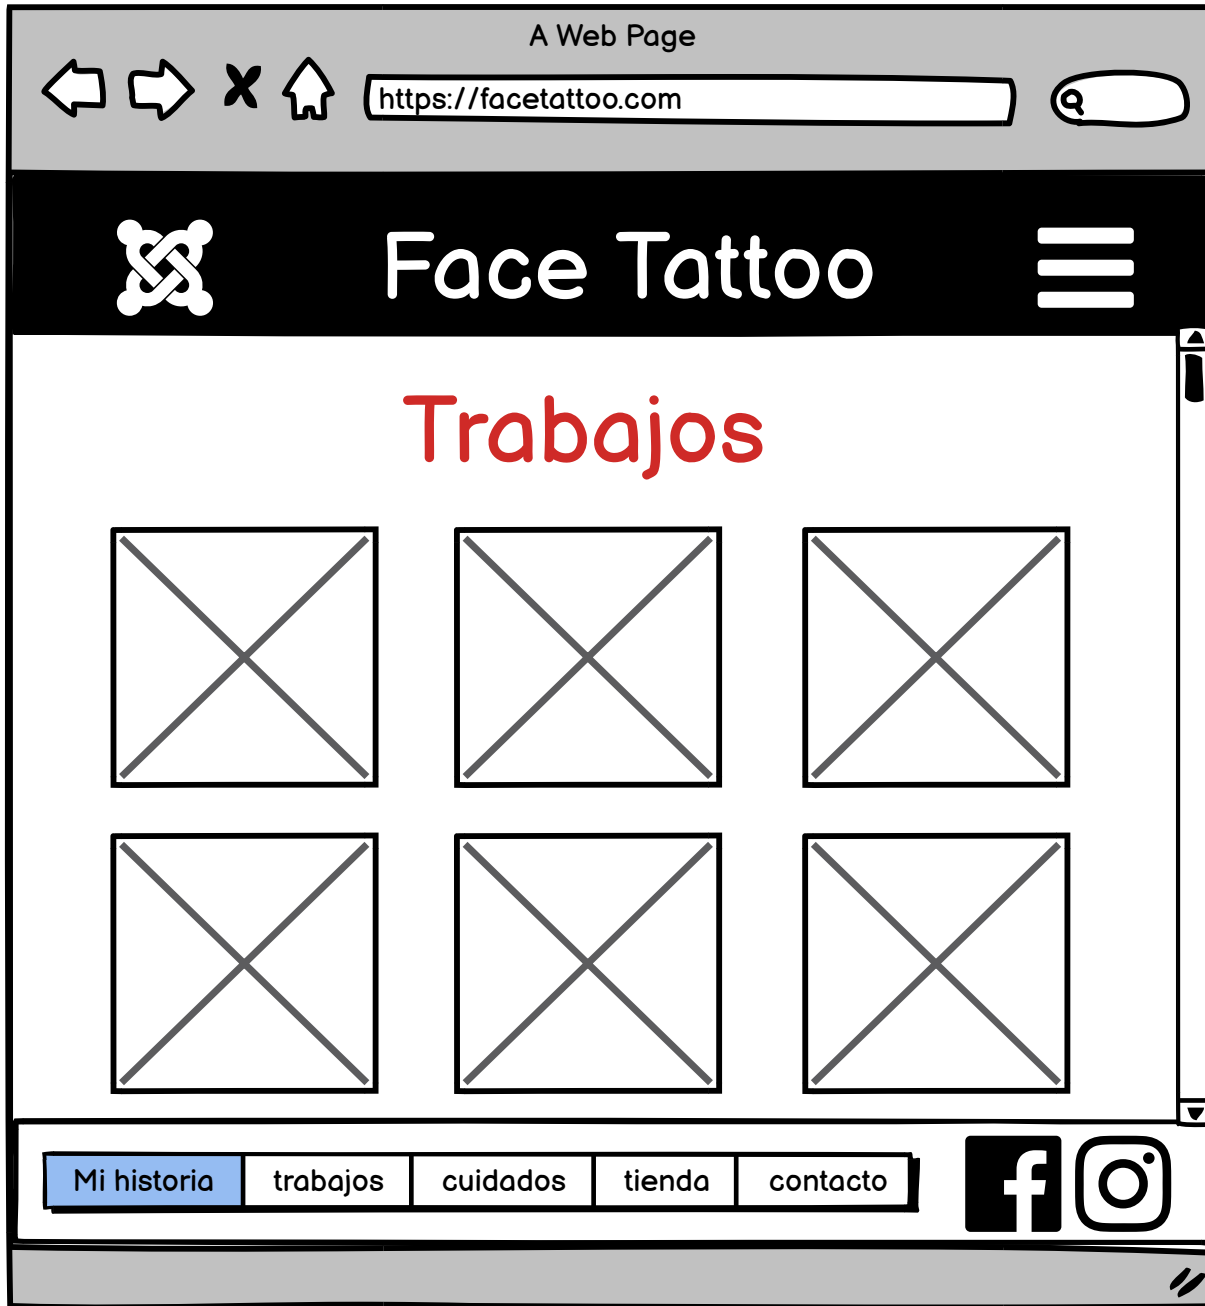 A Web Page
https://facetattoo.com
Face Tattoo
Trabajos
Mi historia trabajos cuidados tienda contacto